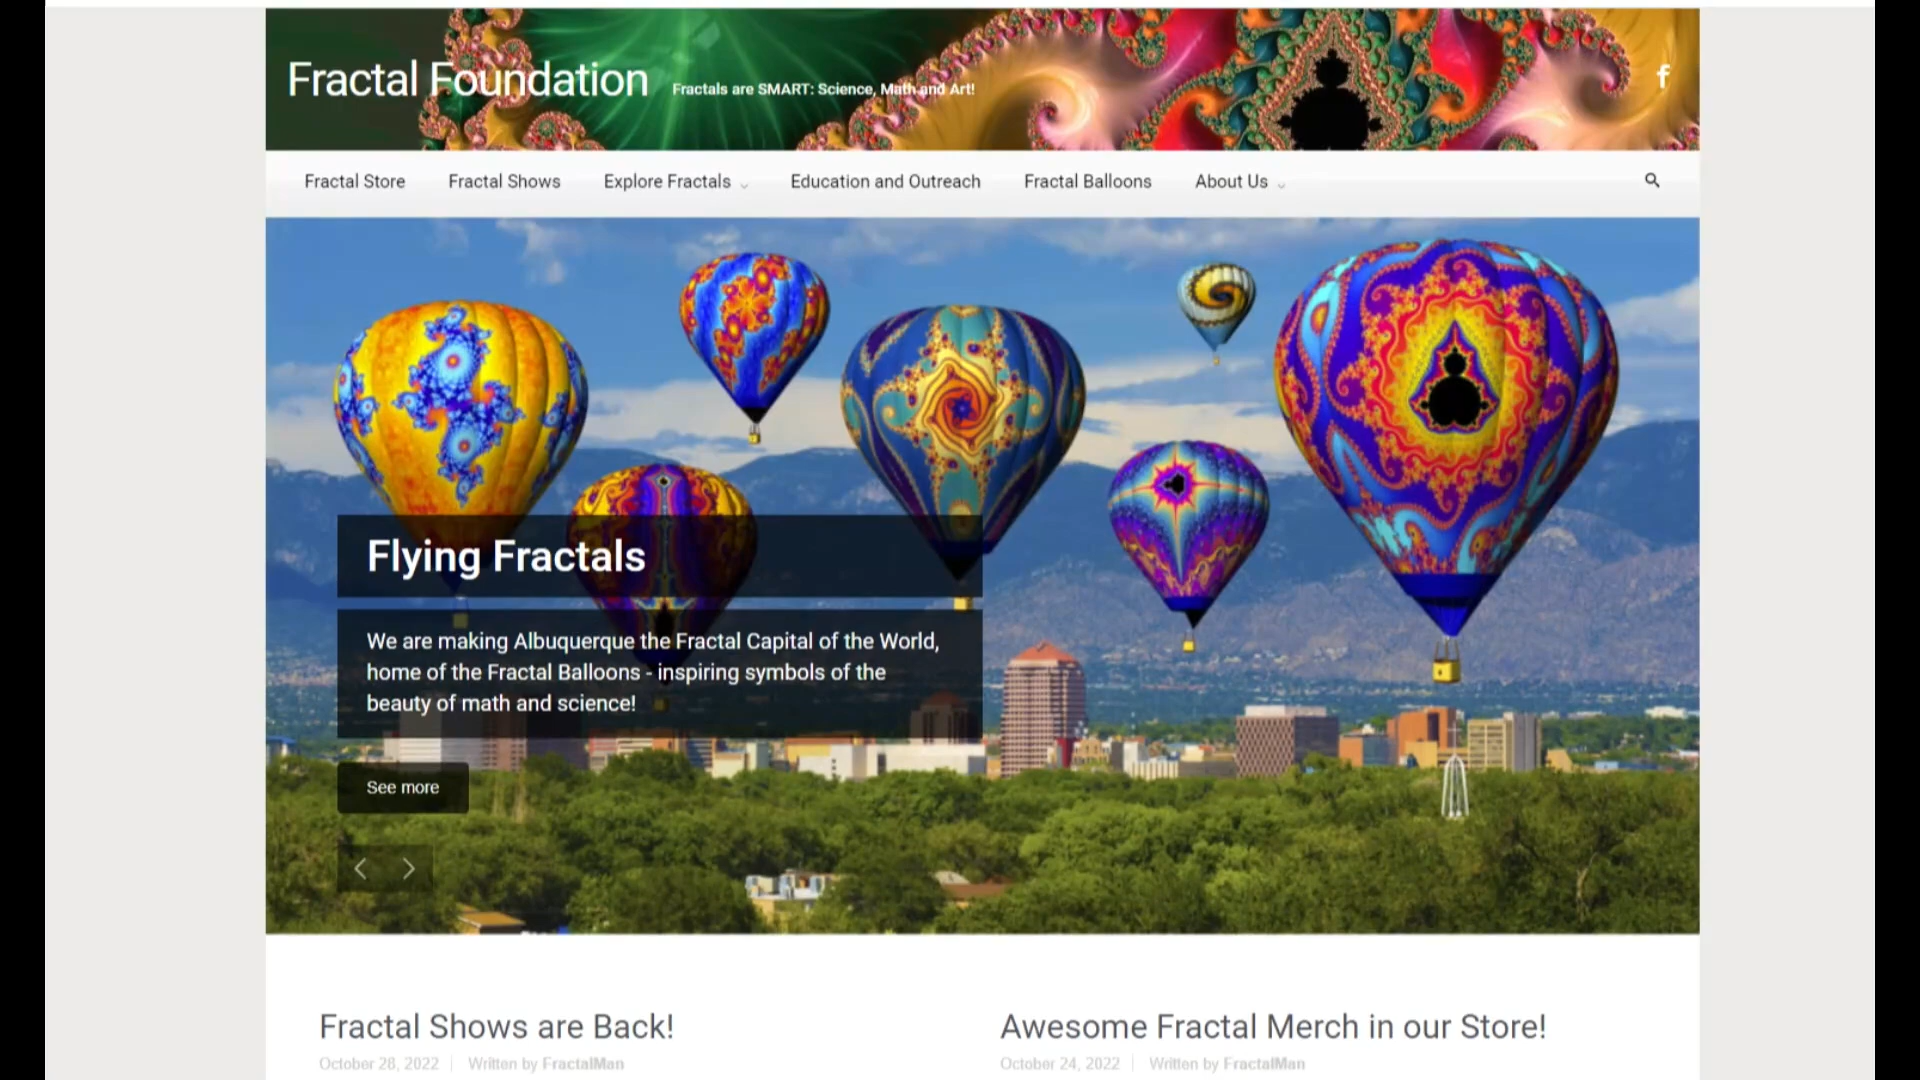 Fractal Foundation
Fractals are SMART: Science, Math and Art!
f
Fractal Store
Fractal Shows
Explore Fractals
Education and Outreach
Fractal Balloons
About Us
Flying Fractals
We are making Albuquerque the Fractal Capital of the World,
home of the Fractal Balloons - inspiring symbols of the
beauty of math and science!
See more
Fractal Shows are Back!
October 28, 2022
Written by FractalMan
Awesome Fractal Merch in our Store!
October 24, 2022
Written by FractalMan